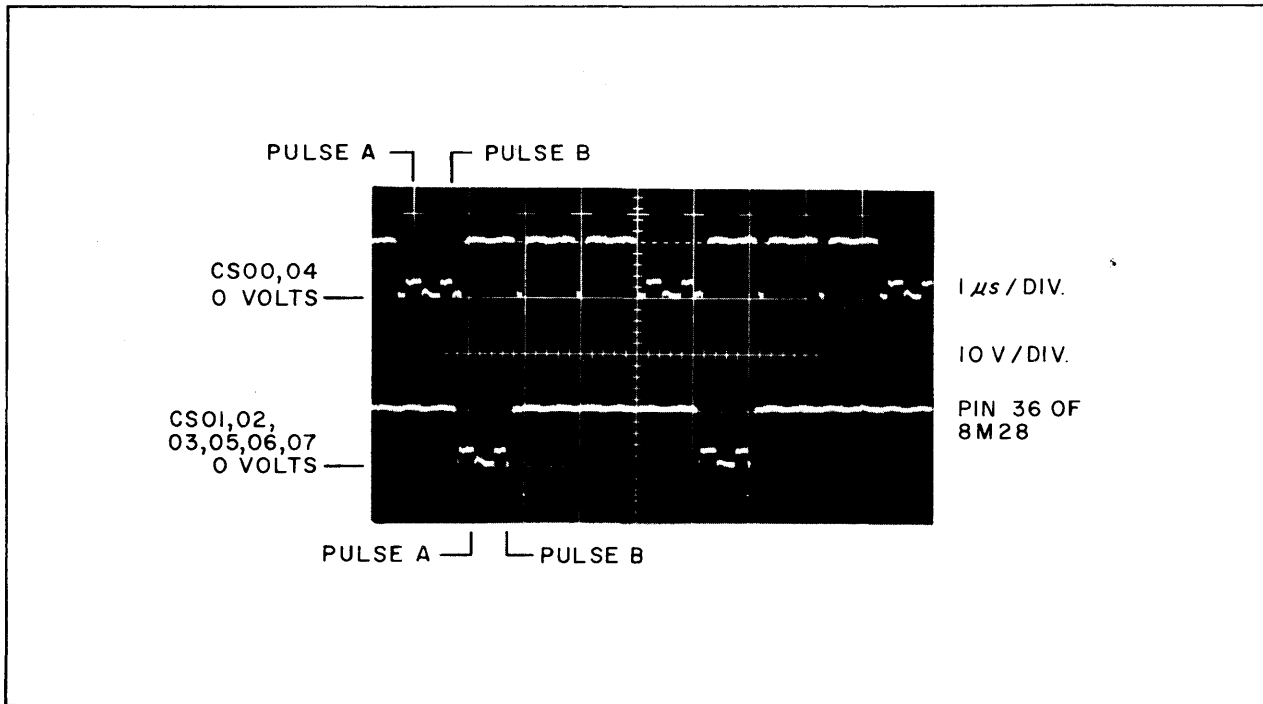 PULSE A
PULSE B
CS00,04
0 VOLTS
1 µs / DIV.
10 V / DIV.
CS01,02,
03,05,06,07
0 VOLTS
PIN 36 OF
8M28
PULSE A
PULSE B